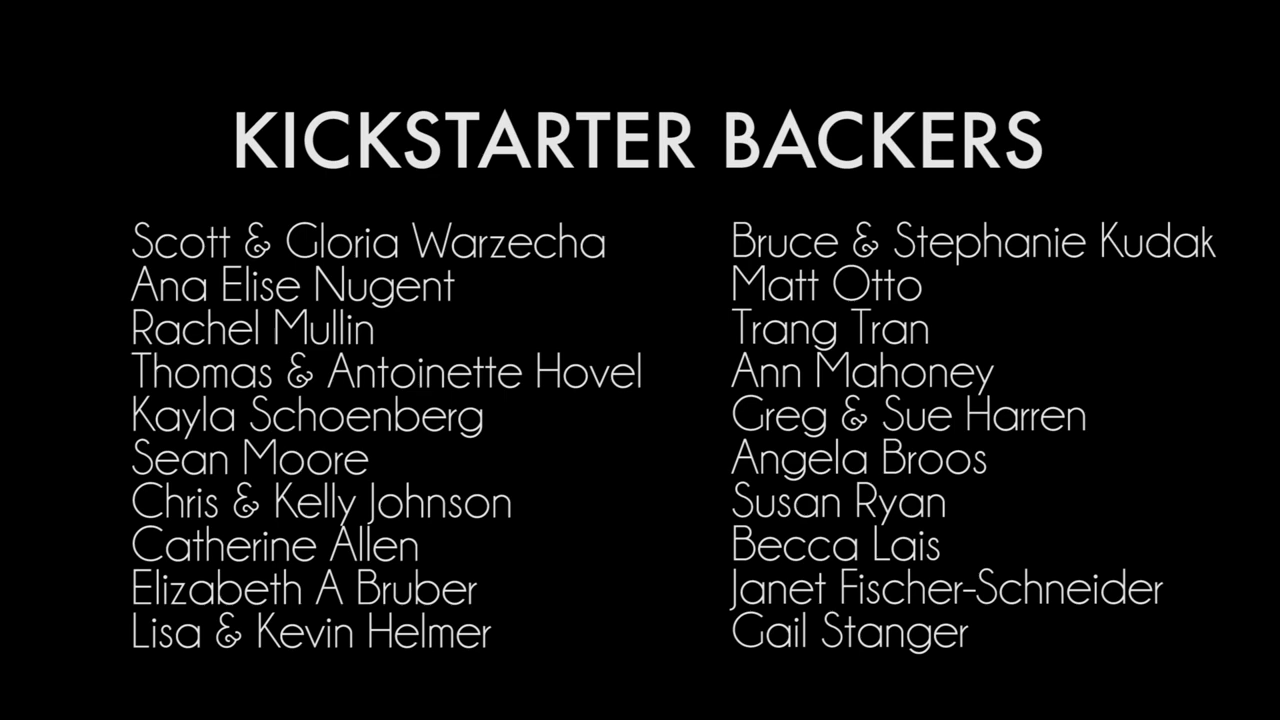 KICKSTARTER BACKERS
Scott & Gloria Warzecha
Ana Elise Nugent
Rachel Mullin
Thomas & Antoinette Hovel
Kayla Schoenberg
Sean Moore
Chris & Kelly Johnson
Catherine Allen
Elizabeth A Bruber
Lisa & Kevin Helmer
Bruce & Stephanie Kudak
Matt Otto
Trang Tran
Ann Mahoney
Greg & Sue Harren
Angela Broos
Susan Ryan
Becca Lais
Janet Fischer-Schneider
Gail Stanger